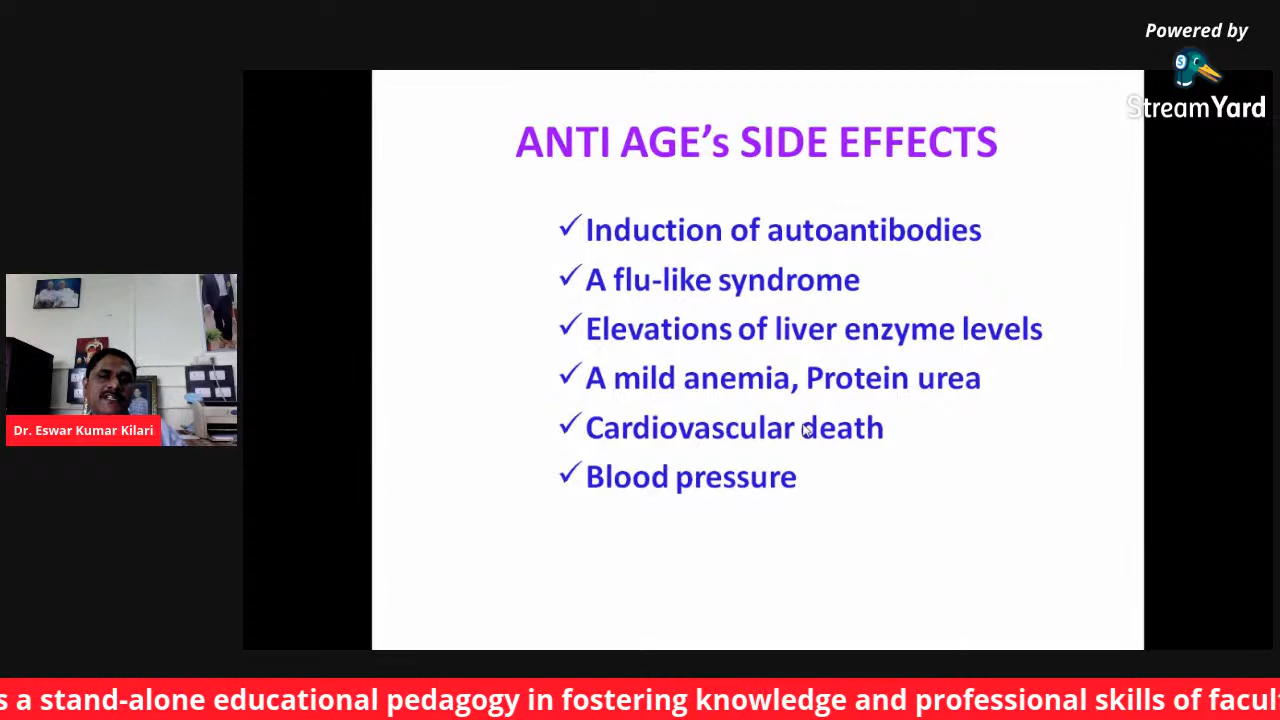 Powered by
StreamYard
ANTI AGE's SIDE EFFECTS
✓Induction of autoantibodies
✓A flu-like syndrome
✓Elevations of liver enzyme levels
✓A mild anemia, Protein urea
✓Cardiovascular death
✓Blood pressure
Dr. Eswar Kumar Kilari
s a stand-alone educational pedagogy in fostering knowledge and professional skills of facul